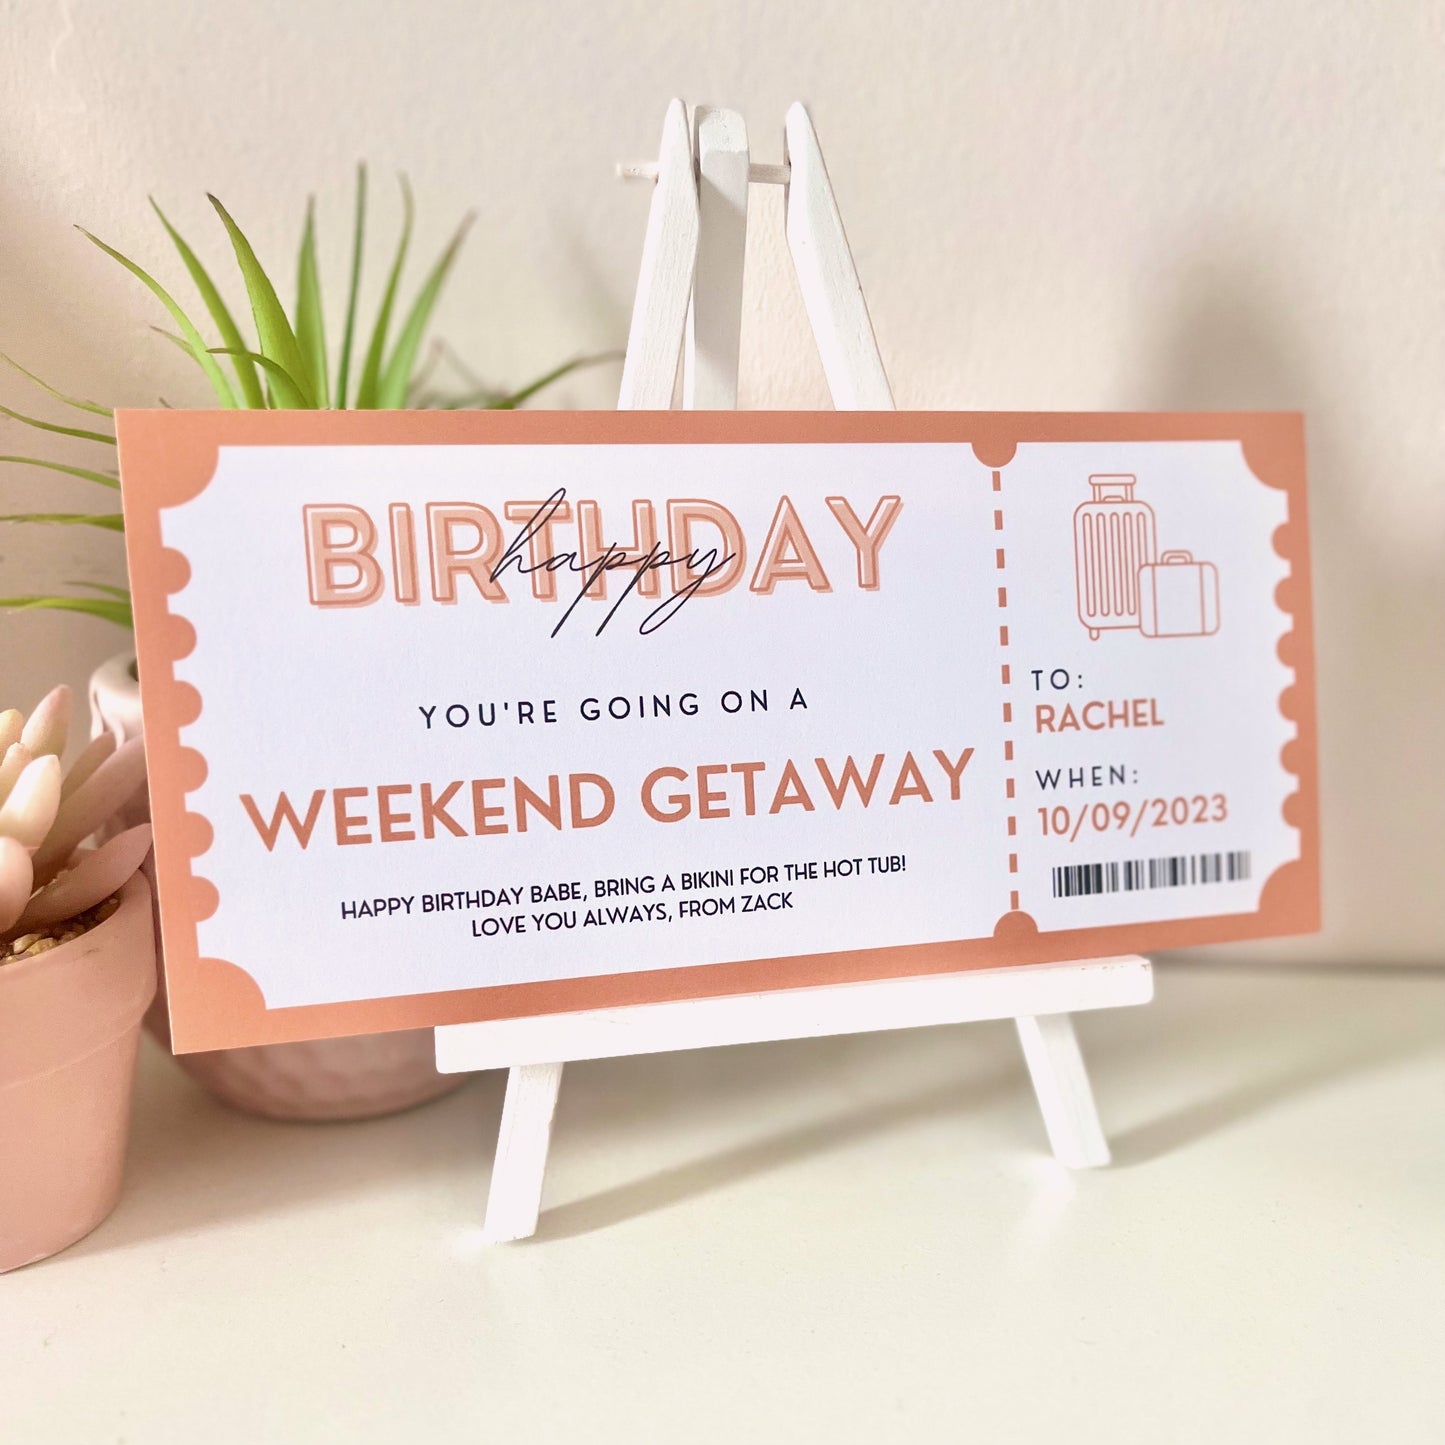 happy
BIRTHDAY
YOU'RE GOING ON A
WEEKEND GETAWAY
HAPPY BIRTHDAY BABE, BRING A BIKINI FOR THE HOT TUB!
LOVE YOU ALWAYS, FROM ZACK
TO:
RACHEL
WHEN:
10/09/2023